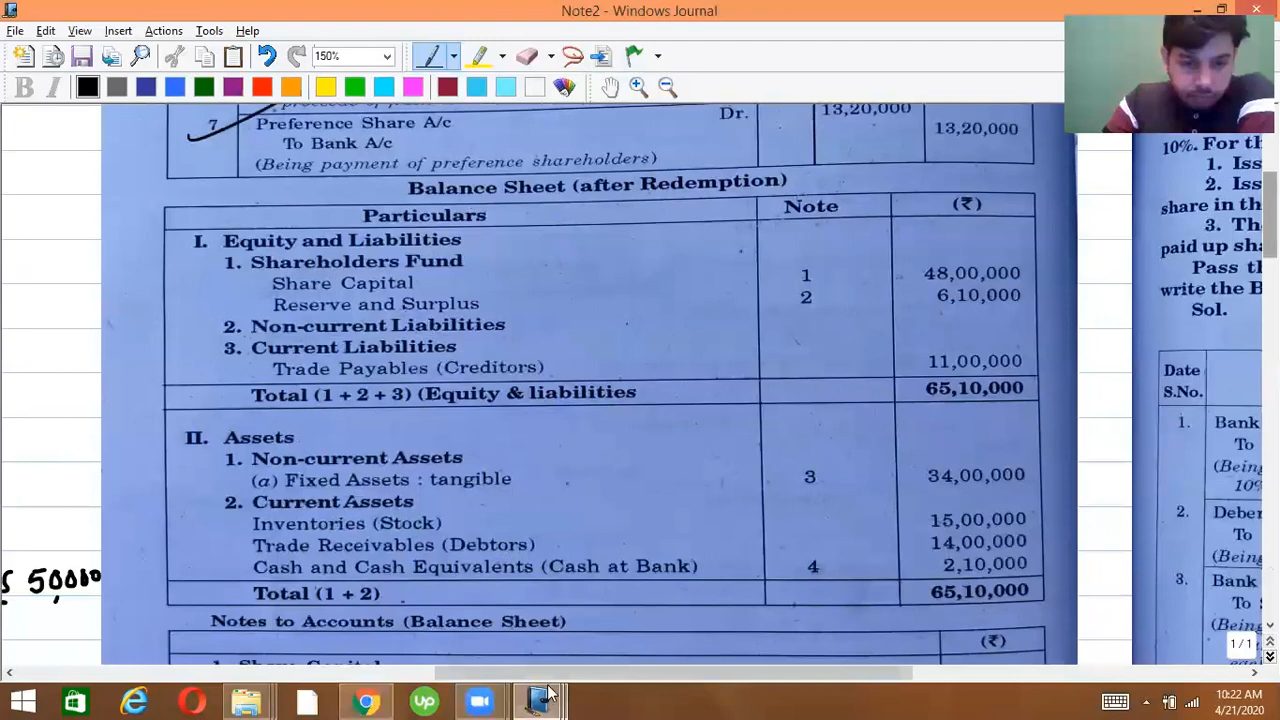 Note2 - Windows Journal
File Edit View Insert Actions Tools Help
150%
7 Preference Share A/c Dr. 13,20,000
To Bank A/c 13,20,000
(Being payment of preference shareholders)
Balance Sheet (after Redemption)
Particulars Note (₹)
I. Equity and Liabilities
1. Shareholders Fund
Share Capital 1 48,00,000
Reserve and Surplus 2 6,10,000
2. Non-current Liabilities
3. Current Liabilities
Trade Payables (Creditors) 11,00,000
Total (1 + 2 + 3) (Equity & liabilities 65,10,000
II. Assets
1. Non-current Assets
(a) Fixed Assets : tangible 3 34,00,000
2. Current Assets
Inventories (Stock) 15,00,000
Trade Receivables (Debtors) 14,00,000
Cash and Cash Equivalents (Cash at Bank) 4 2,10,000
Total (1 + 2) 65,10,000
Notes to Accounts (Balance Sheet)
(₹)
10%. For th
1. Iss
2. Iss
share in th
3. Th
paid up sha
Pass th
write the B
Sol.
Date
S.No.
1. Bank
To
(Being
10%
2. Deben
To
(Being
3. Bank
To S
(Being
1/1
10:22 AM
4/21/2020